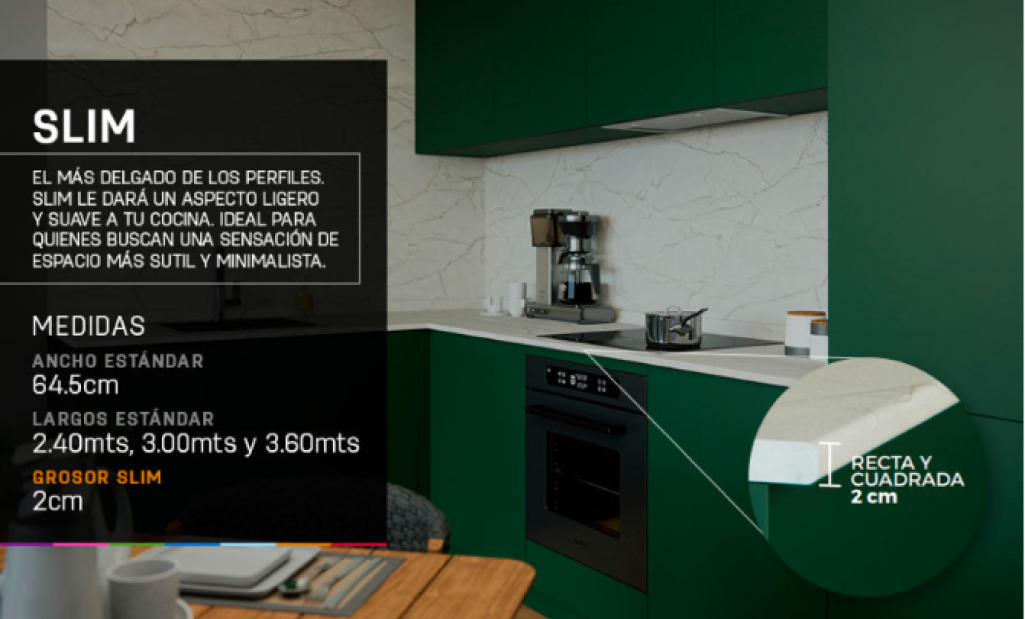 SLIM
EL MÁS DELGADO DE LOS PERFILES.
SLIM LE DARÁ UN ASPECTO LIGERO
Y SUAVE A TU COCINA. IDEAL PARA
QUIENES BUSCAN UNA SENSACIÓN DE
ESPACIO MÁS SUTIL Y MINIMALISTA.
MEDIDAS
ANCHO ESTÁNDAR
64.5cm
LARGOS ESTÁNDAR
2.40mts, 3.00mts y 3.60mts
GROSOR SLIM
2cm
RECTA Y
CUADRADA
2 cm